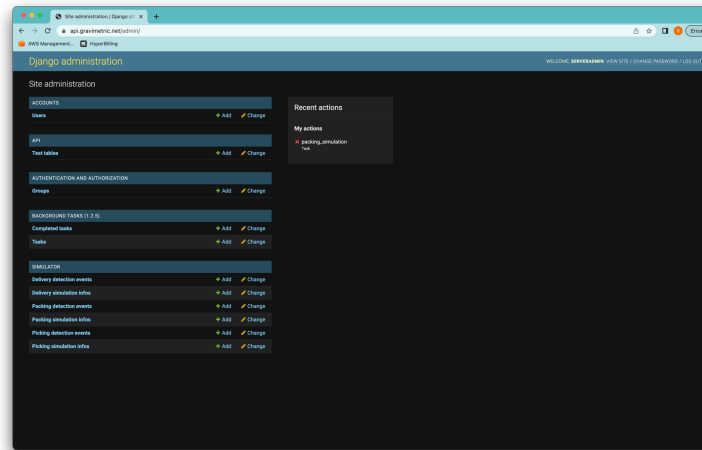 Site administration | Django sit
api.gravimetric.net/admin/
Error
AWS Management... HyperBilling
Django administration
WELCOME, SERVERADMIN. VIEW SITE / CHANGE PASSWORD / LOG OUT
Site administration
ACCOUNTS
Users + Add Change
API
Test tables + Add Change
AUTHENTICATION AND AUTHORIZATION
Groups + Add Change
BACKGROUND TASKS (1.2.5)
Completed tasks + Add Change
Tasks + Add Change
SIMULATOR
Delivery detection events + Add Change
Delivery simulation infos + Add Change
Packing detection events + Add Change
Packing simulation infos + Add Change
Picking detection events + Add Change
Picking simulation infos + Add Change
Recent actions
My actions
packing_simulation
Task